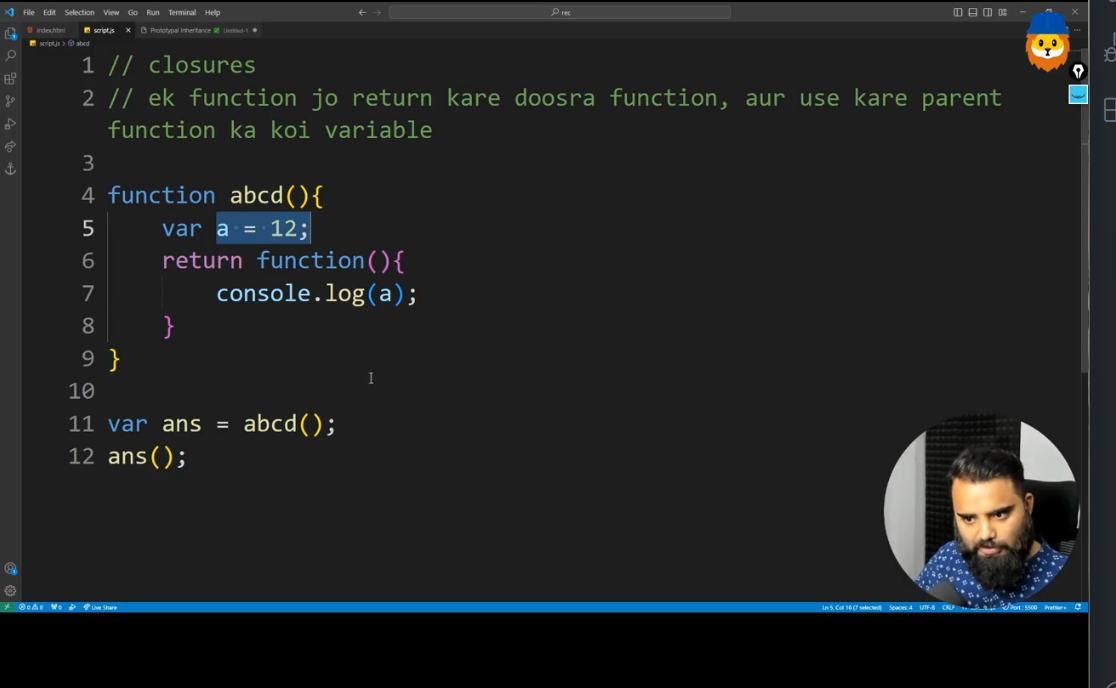 File Edit Selection View Go Run Terminal Help
rec
index.html script.js Prototypal Inheritance Untitled-1
script.js > abcd
1 // closures
2 // ek function jo return kare doosra function, aur use kare parent
function ka koi variable
3
4 function abcd(){
5 var a = 12;
6 return function(){
7 console.log(a);
8 }
9 }
10
11 var ans = abcd();
12 ans();
0 0 0 Live Share Ln 5, Col 16 (7 selected) Spaces: 4 UTF-8 CRLF Port : 5500 Prettier